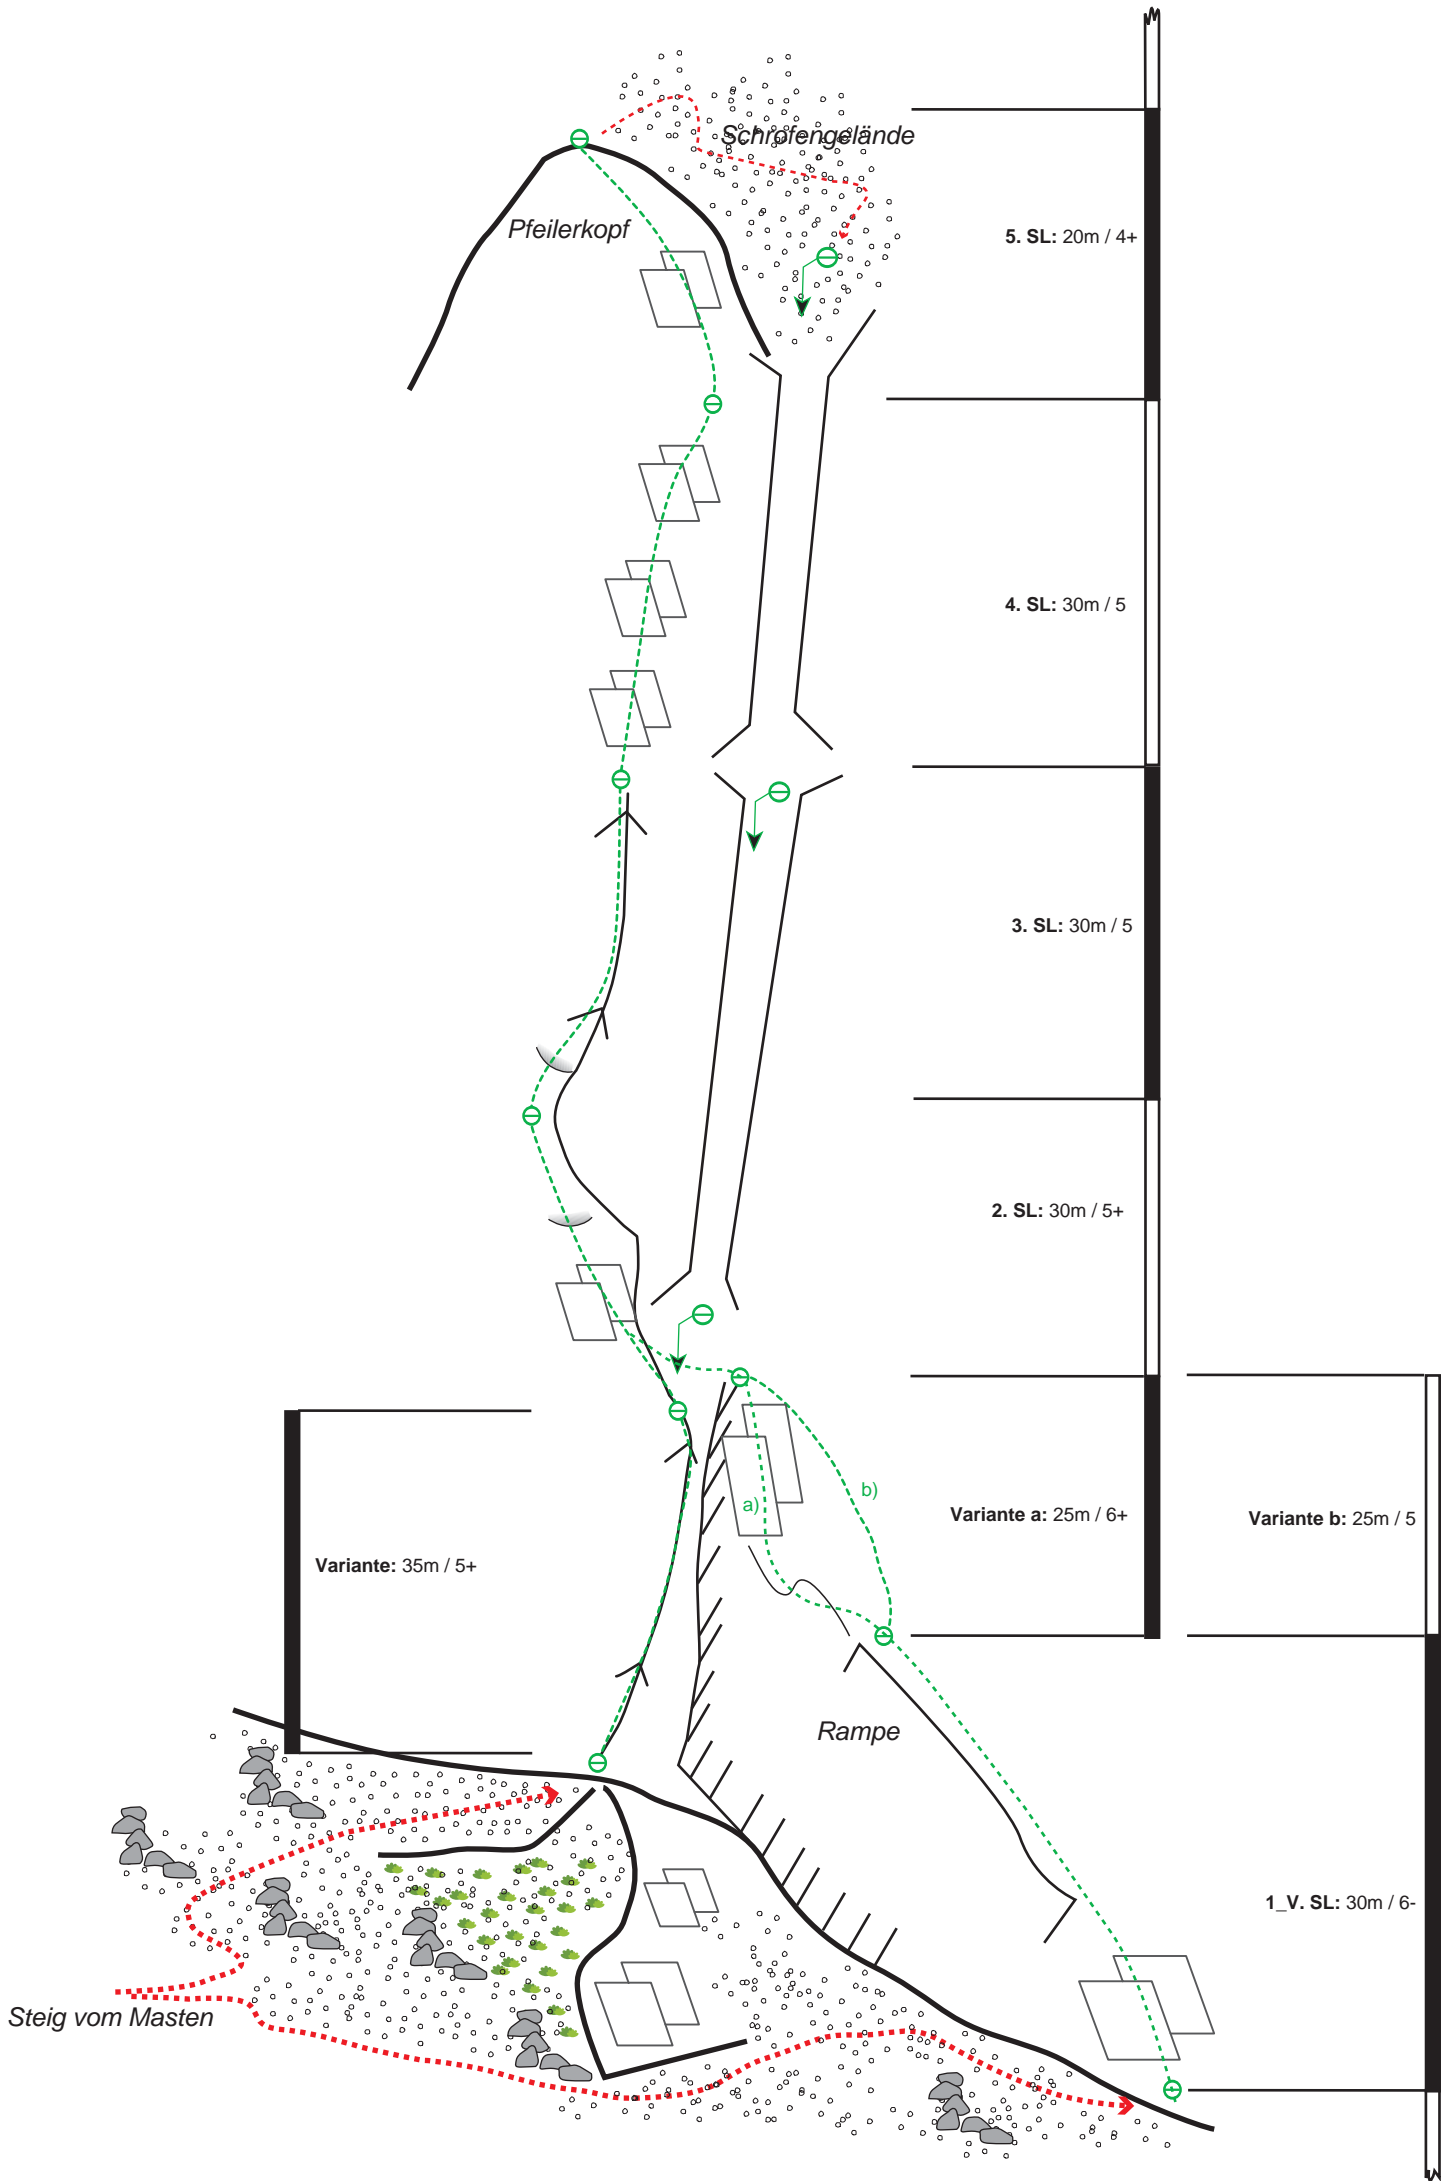 Schrofengelände
Pfeilerkopf
5. SL: 20m / 4+
4. SL: 30m / 5
3. SL: 30m / 5
2. SL: 30m / 5+
b)
a)
Variante a: 25m / 6+
Variante b: 25m / 5
Variante: 35m / 5+
Rampe
1_V. SL: 30m / 6-
Steig vom Masten